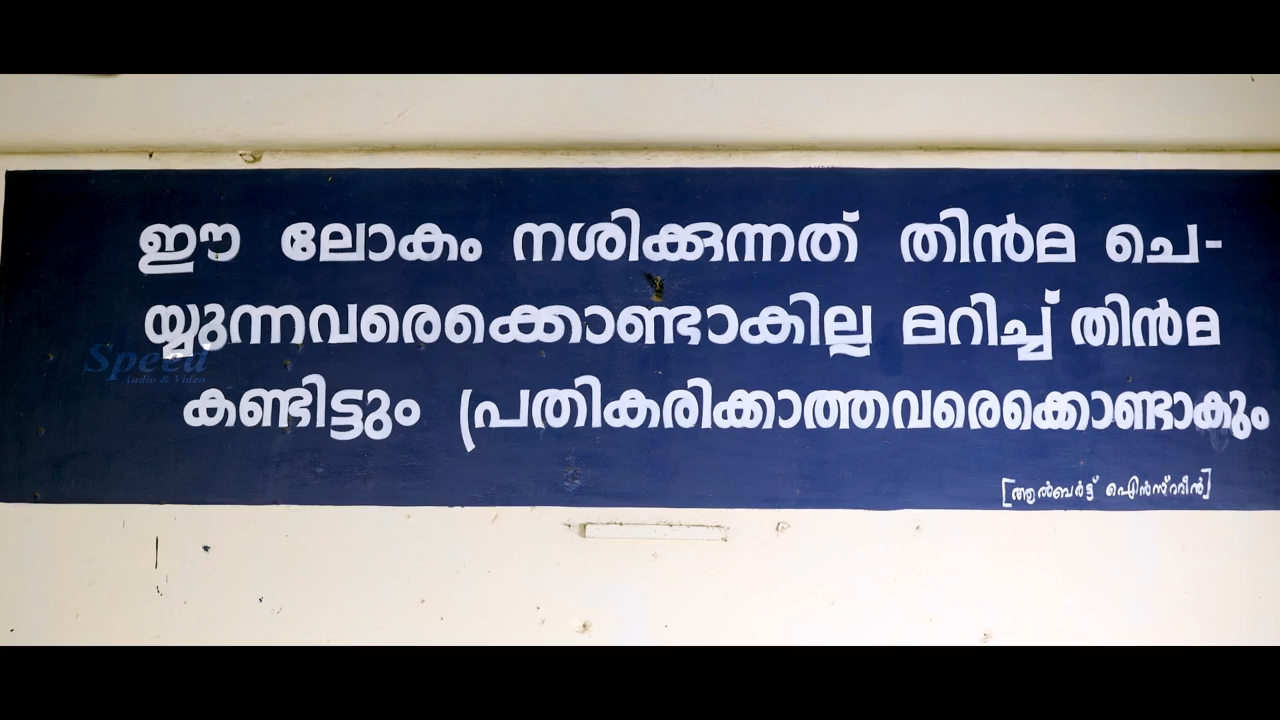 ഈ ലോകം നശിക്കുന്നത് തിൻമ ചെ-
യ്യുന്നവരെക്കൊണ്ടാകില്ല മറിച്ച് തിൻമ
കണ്ടിട്ടും പ്രതികരിക്കാത്തവരെക്കൊണ്ടാകും
[ആൽബർട്ട് ഐൻസ്റ്റീൻ]
Speed
Audio & Video